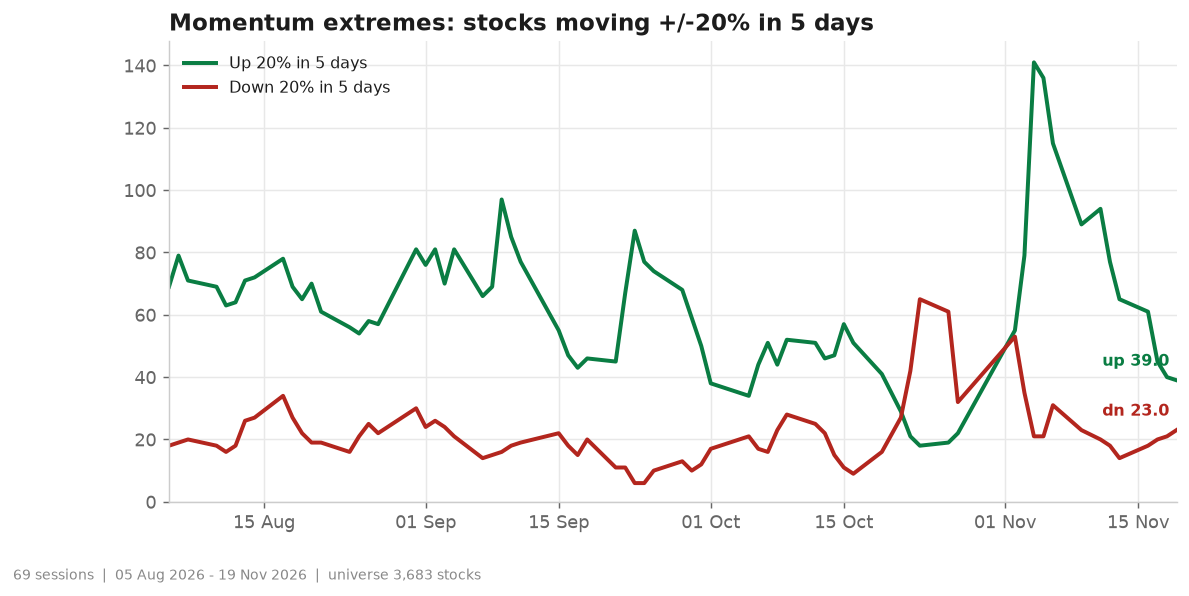 Momentum extremes: stocks moving +/-20% in 5 days
Up 20% in 5 days
Down 20% in 5 days
140
120
100
80
60
40
20
0
up 39.0
dn 23.0
15 Aug
01 Sep
15 Sep
01 Oct
15 Oct
01 Nov
15 Nov
69 sessions | 05 Aug 2026 - 19 Nov 2026 | universe 3,683 stocks